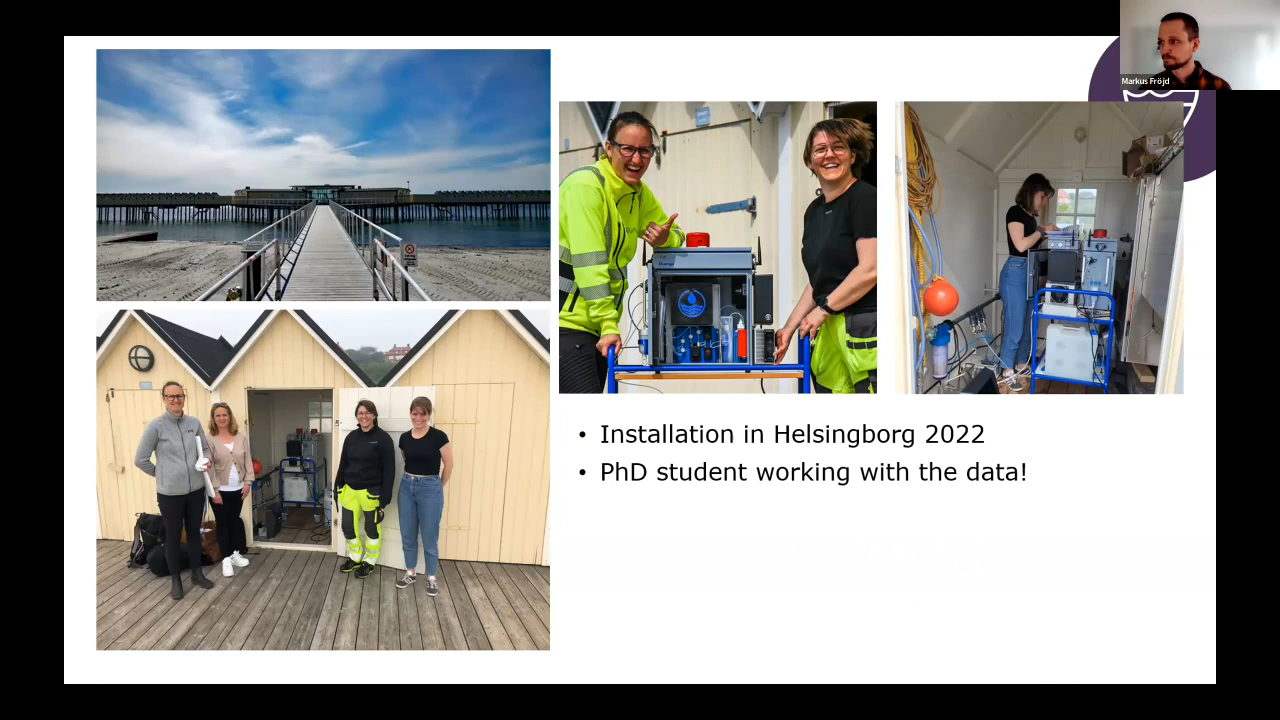 Markus Fröjd
• Installation in Helsingborg 2022
• PhD student working with the data!